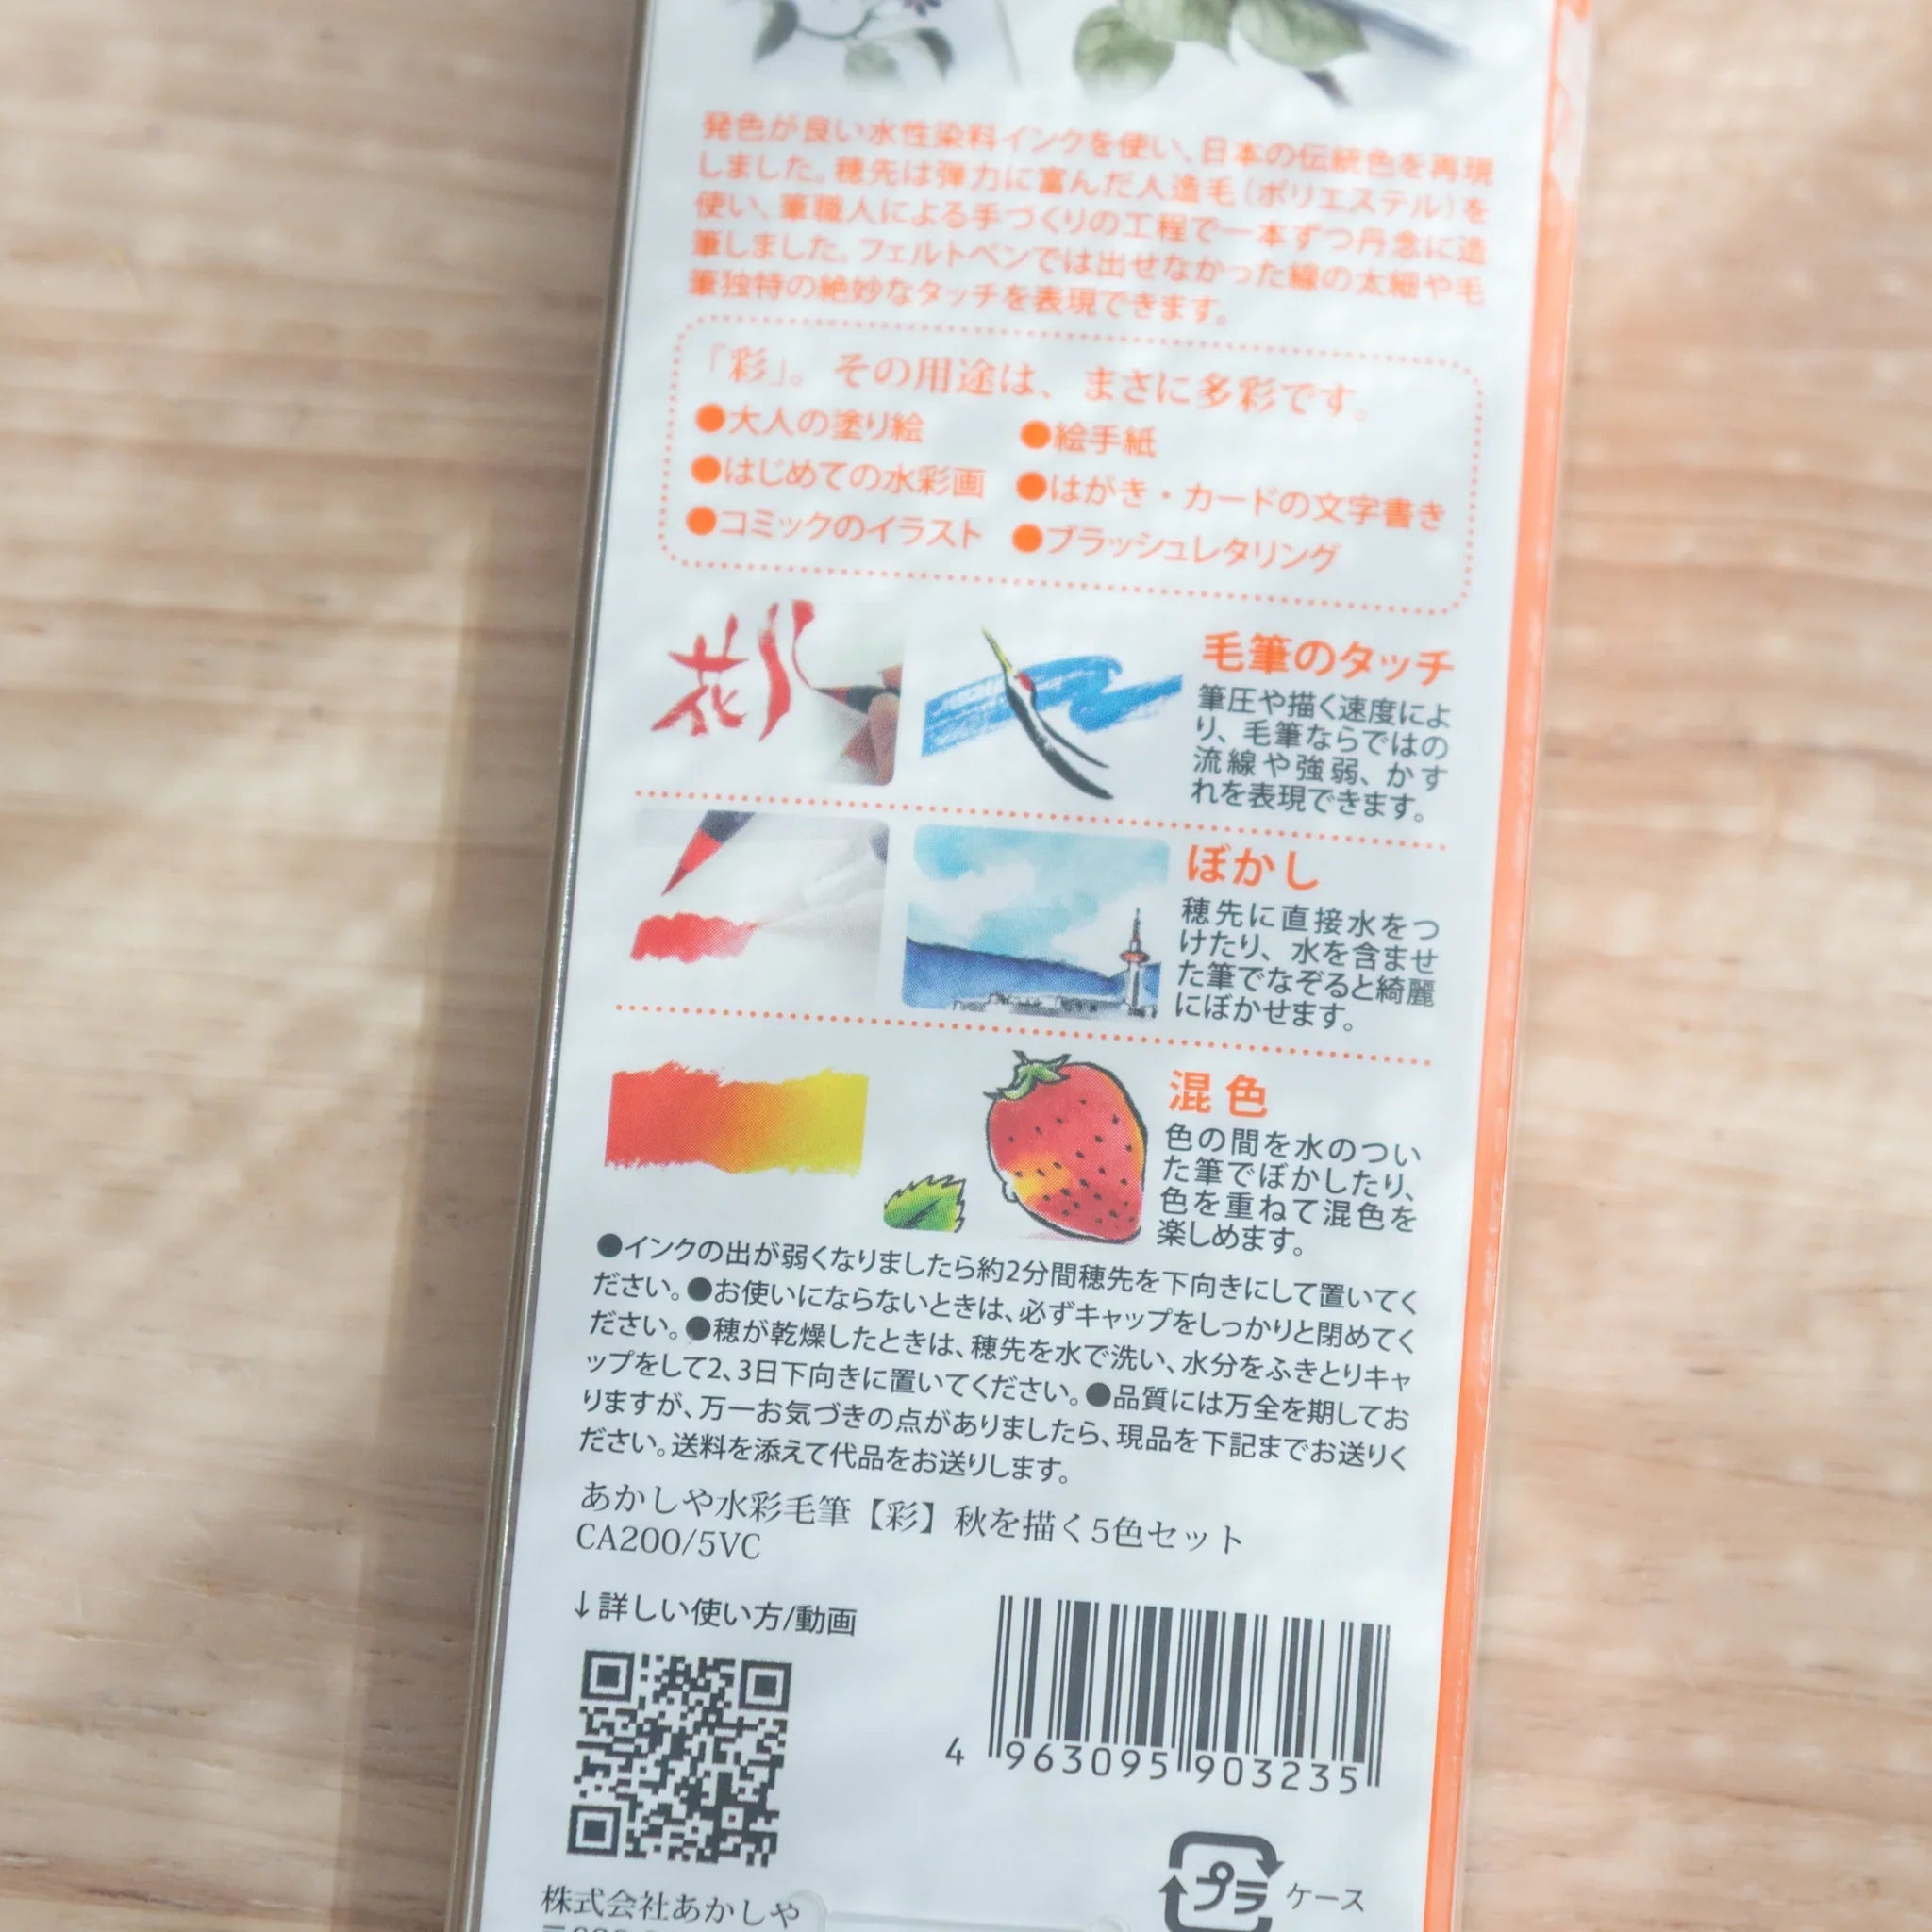 発色が良い水性染料インクを使い、日本の伝統色を再現
しました。穂先は弾力に富んだ人造毛(ポリエステル)を
使い、筆職人による手づくりの工程で一本ずつ丹念に造
筆しました。フェルトペンでは出せなかった線の太細や毛
筆独特の絶妙なタッチを表現できます。
「彩」。その用途は、まさに多彩です。
●大人の塗り絵 ●絵手紙
●はじめての水彩画 ●はがき・カードの文字書き
●コミックのイラスト ●ブラッシュレタリング
花
毛筆のタッチ
筆圧や描く速度によ
り、毛筆ならではの
流線や強弱、かす
れを表現できます。
ぼかし
穂先に直接水をつ
けたり、水を含ませ
た筆でなぞると綺麗
にぼかせます。
混色
色の間を水のつい
た筆でぼかしたり、
色を重ねて混色を
楽しめます。
●インクの出が弱くなりましたら約2分間穂先を下向きにして置いてく
ださい。●お使いにならないときは、必ずキャップをしっかりと閉めてく
ださい。●穂が乾燥したときは、穂先を水で洗い、水分をふきとりキャ
ップをして2、3日下向きに置いてください。●品質には万全を期してお
りますが、万一お気づきの点がありましたら、現品を下記までお送りく
ださい。送料を添えて代品をお送りします。
あかしや水彩毛筆【彩】秋を描く5色セット
CA200/5VC
↓詳しい使い方/動画
4 963095 903235
プラ ケース
株式会社あかしや